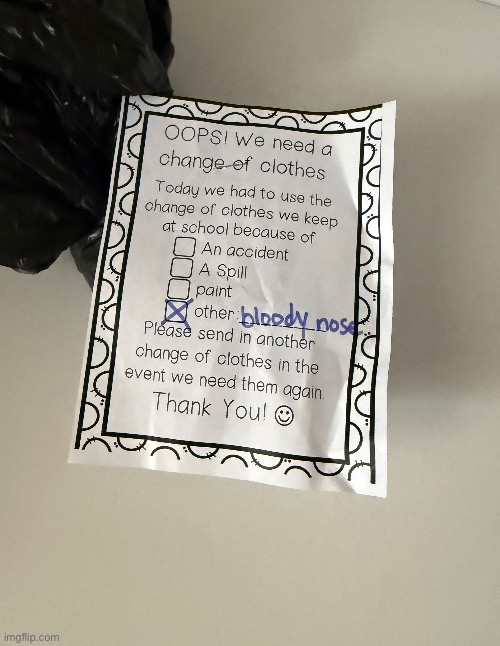 OOPS! We need a
change of clothes
Today we had to use the
change of clothes we keep
at school because of
An accident
A Spill
paint
other: bloody nose
Please send in another
change of clothes in the
event we need them again.
Thank You!
imgflip.com